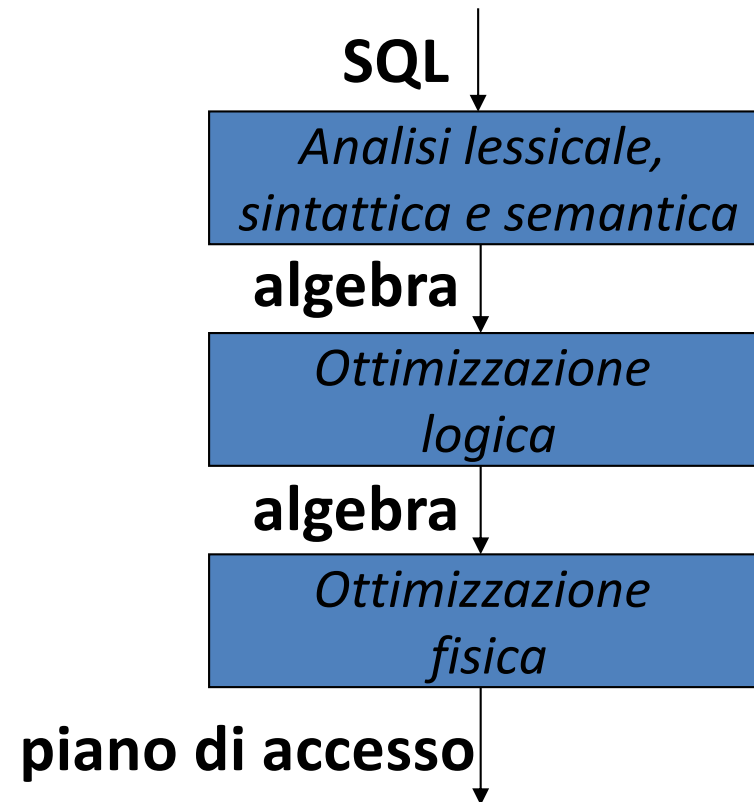 SQL
Analisi lessicale,
sintattica e semantica
algebra
Ottimizzazione
logica
algebra
Ottimizzazione
fisica
piano di accesso